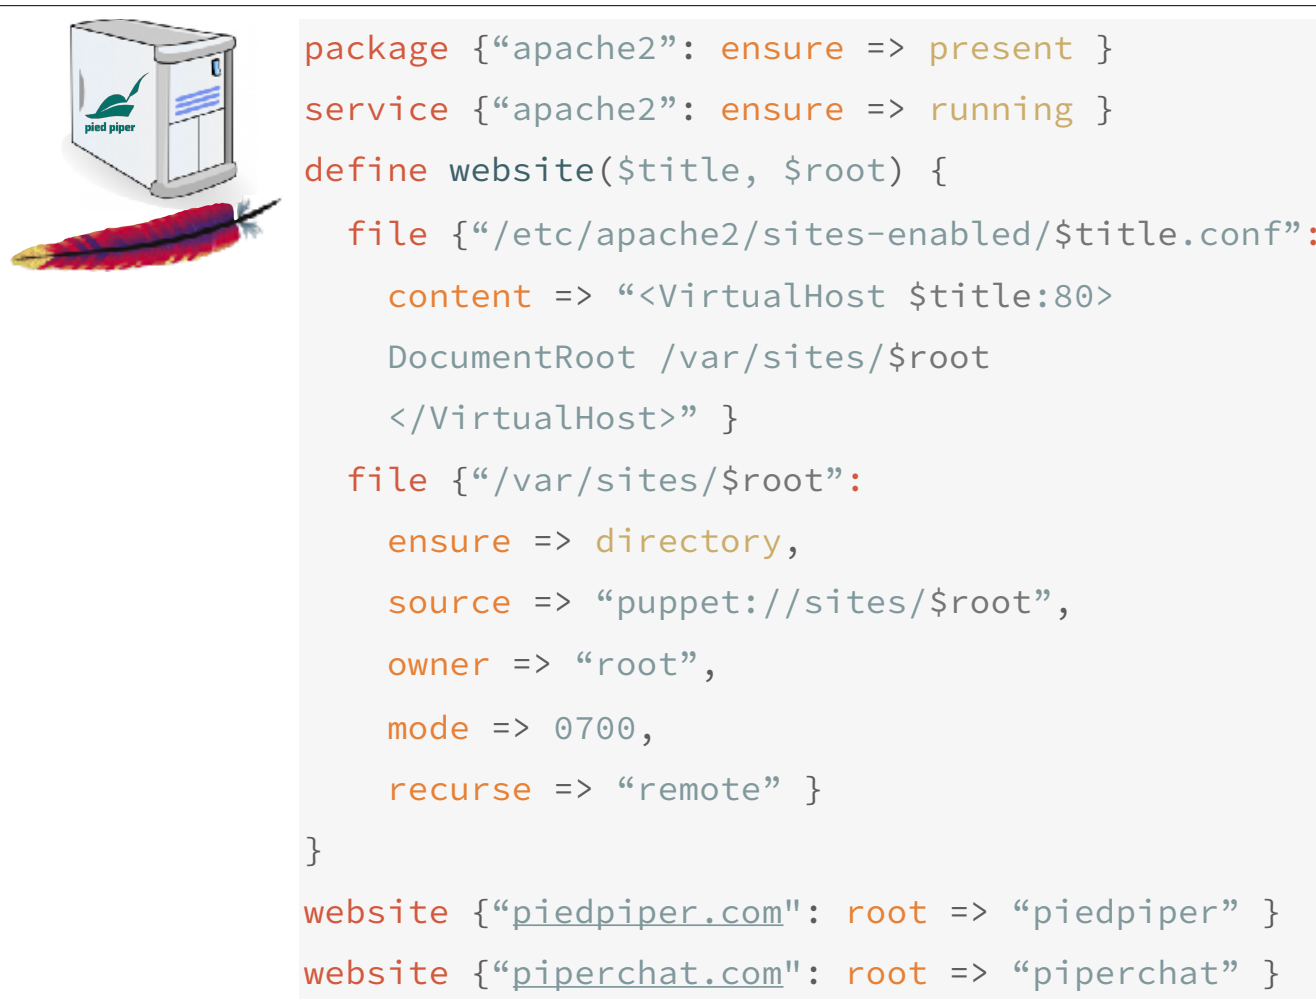 pied piper
package {“apache2”: ensure => present }
service {“apache2”: ensure => running }
define website($title, $root) {
file {“/etc/apache2/sites-enabled/$title.conf”:
content => “<VirtualHost $title:80>
DocumentRoot /var/sites/$root
</VirtualHost>” }
file {“/var/sites/$root”:
ensure => directory,
source => “puppet://sites/$root”,
owner => “root”,
mode => 0700,
recurse => “remote” }
}
website {“piedpiper.com": root => “piedpiper” }
website {“piperchat.com": root => “piperchat” }